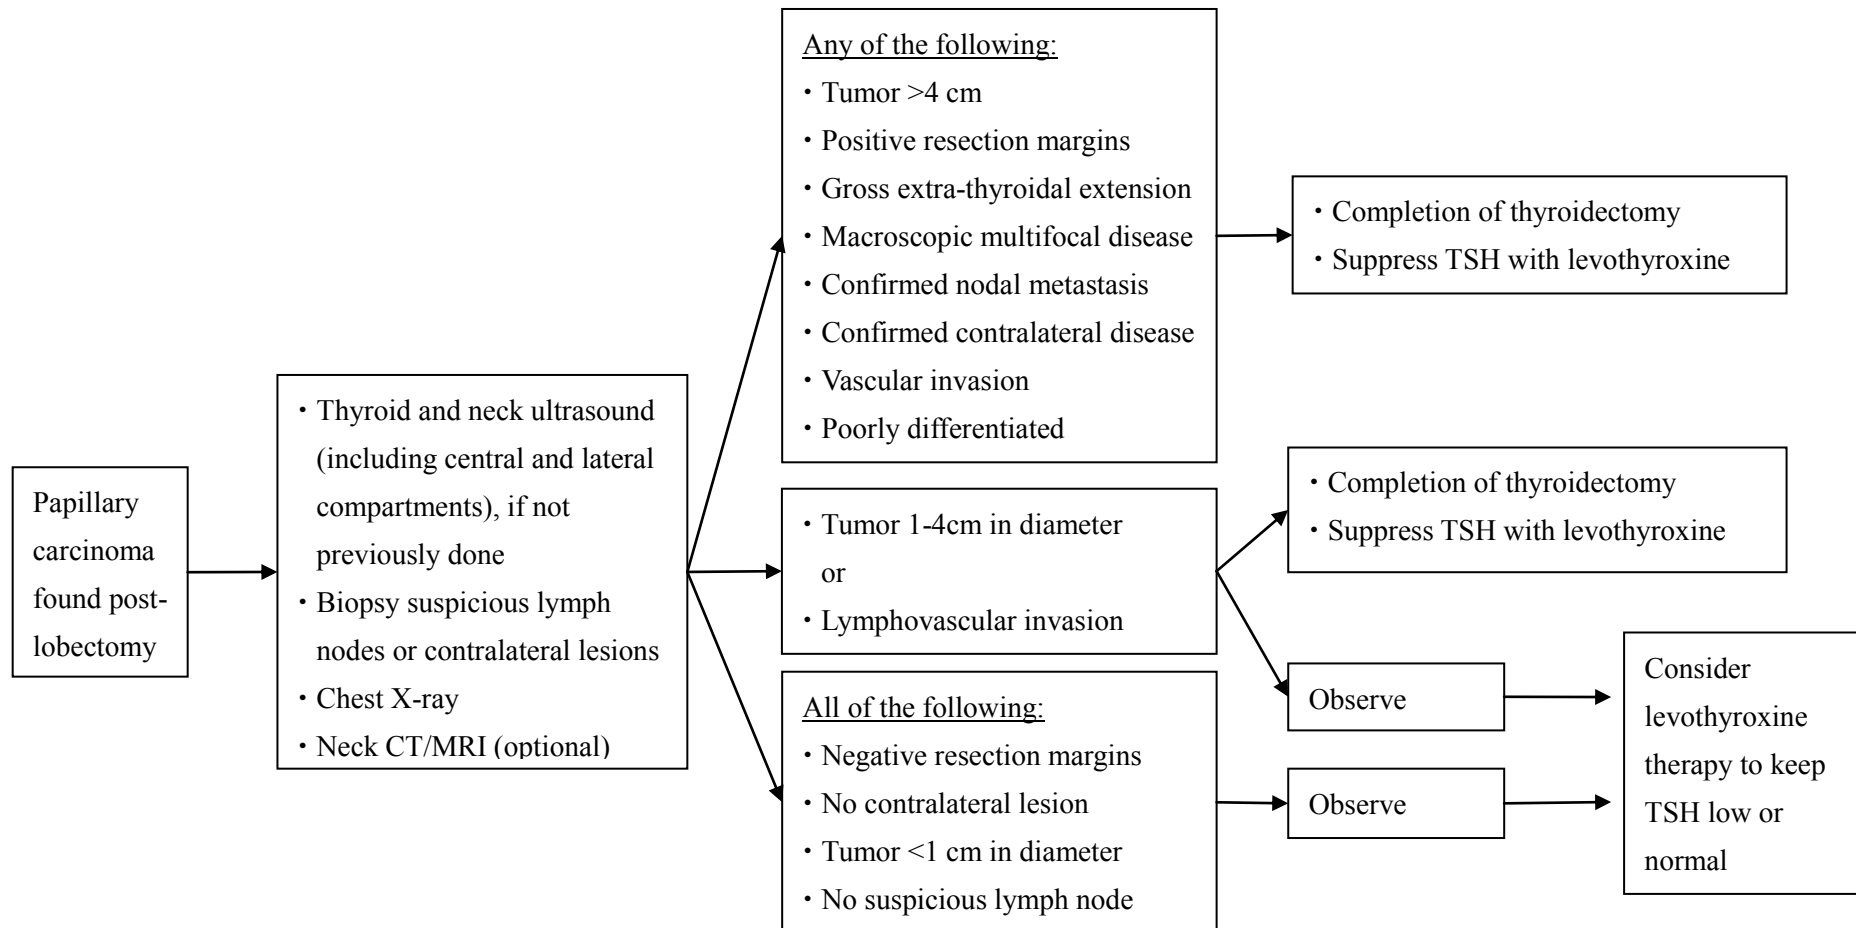 Papillary
carcinoma
found post-
lobectomy
・Thyroid and neck ultrasound
(including central and lateral
compartments), if not
previously done
・Biopsy suspicious lymph
nodes or contralateral lesions
・Chest X-ray
・Neck CT/MRI (optional)
Any of the following:
・Tumor >4 cm
・Positive resection margins
・Gross extra-thyroidal extension
・Macroscopic multifocal disease
・Confirmed nodal metastasis
・Confirmed contralateral disease
・Vascular invasion
・Poorly differentiated
・Completion of thyroidectomy
・Suppress TSH with levothyroxine
・Tumor 1-4cm in diameter
or
・Lymphovascular invasion
・Completion of thyroidectomy
・Suppress TSH with levothyroxine
Observe
All of the following:
・Negative resection margins
・No contralateral lesion
・Tumor <1 cm in diameter
・No suspicious lymph node
Observe
Consider
levothyroxine
therapy to keep
TSH low or
normal